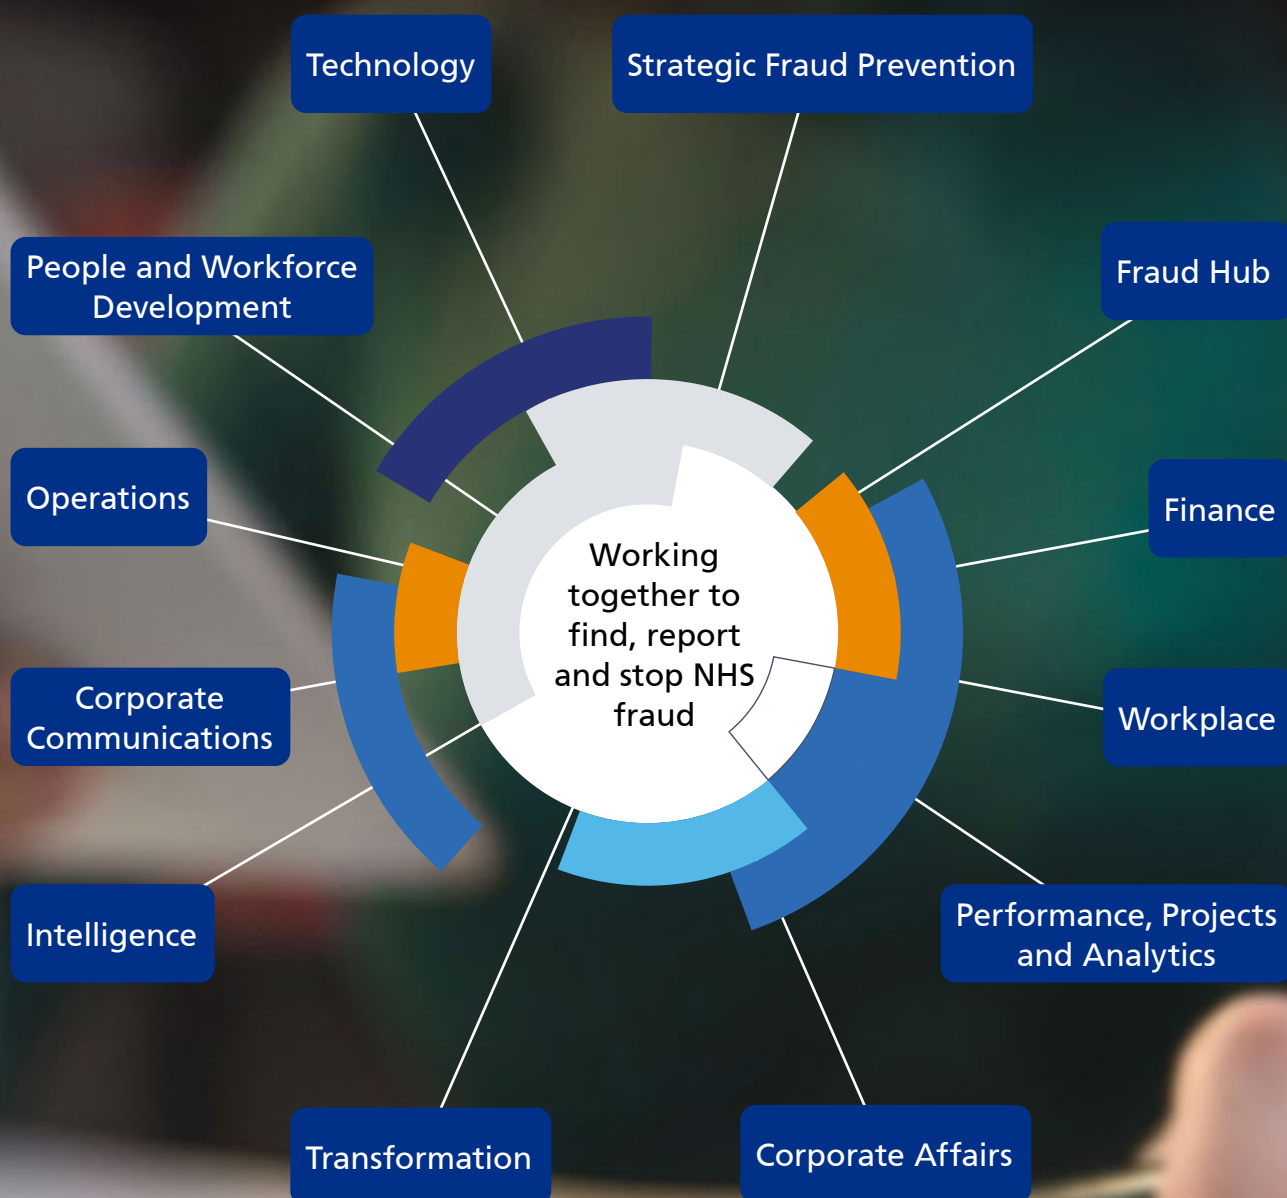 Technology
Strategic Fraud Prevention
People and Workforce
Development
Fraud Hub
Operations
Finance
Working
together to
find, report
and stop NHS
fraud
Corporate
Communications
Workplace
Intelligence
Performance, Projects
and Analytics
Transformation
Corporate Affairs